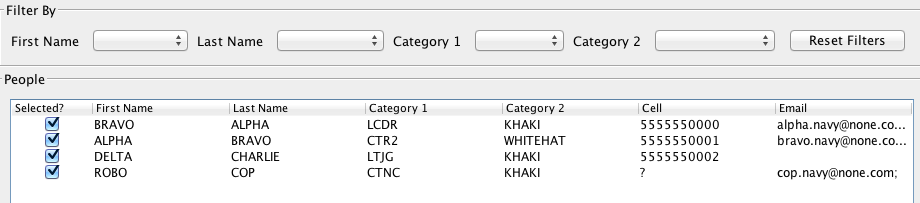 Filter By
First Name Last Name Category 1 Category 2 Reset Filters
People
Selected? First Name Last Name Category 1 Category 2 Cell Email
BRAVO ALPHA LCDR KHAKI 5555550000 alpha.navy@none.co...
ALPHA BRAVO CTR2 WHITEHAT 5555550001 bravo.navy@none.co...
DELTA CHARLIE LTJG KHAKI 5555550002
ROBO COP CTNC KHAKI ? cop.navy@none.com;